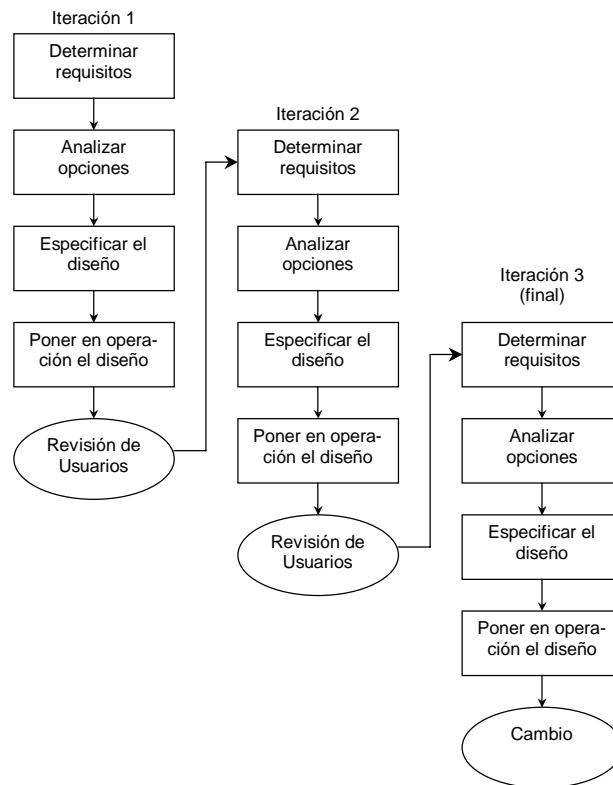 Iteración 1
Determinar
requisitos
Analizar
opciones
Especificar el
diseño
Poner en opera-
ción el diseño
Revisión de
Usuarios
Iteración 2
Determinar
requisitos
Analizar
opciones
Especificar el
diseño
Poner en opera-
ción el diseño
Revisión de
Usuarios
Iteración 3
(final)
Determinar
requisitos
Analizar
opciones
Especificar el
diseño
Poner en opera-
ción el diseño
Cambio